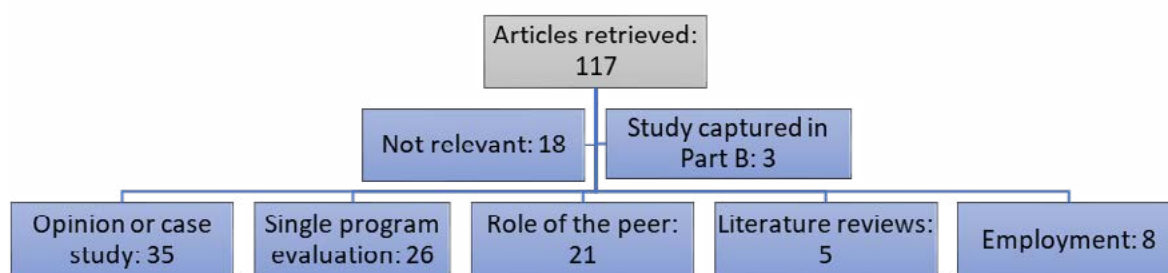 Articles retrieved:
117
Not relevant: 18
Study captured in
Part B: 3
Opinion or case
study: 35
Single program
evaluation: 26
Role of the peer:
21
Literature reviews:
5
Employment: 8